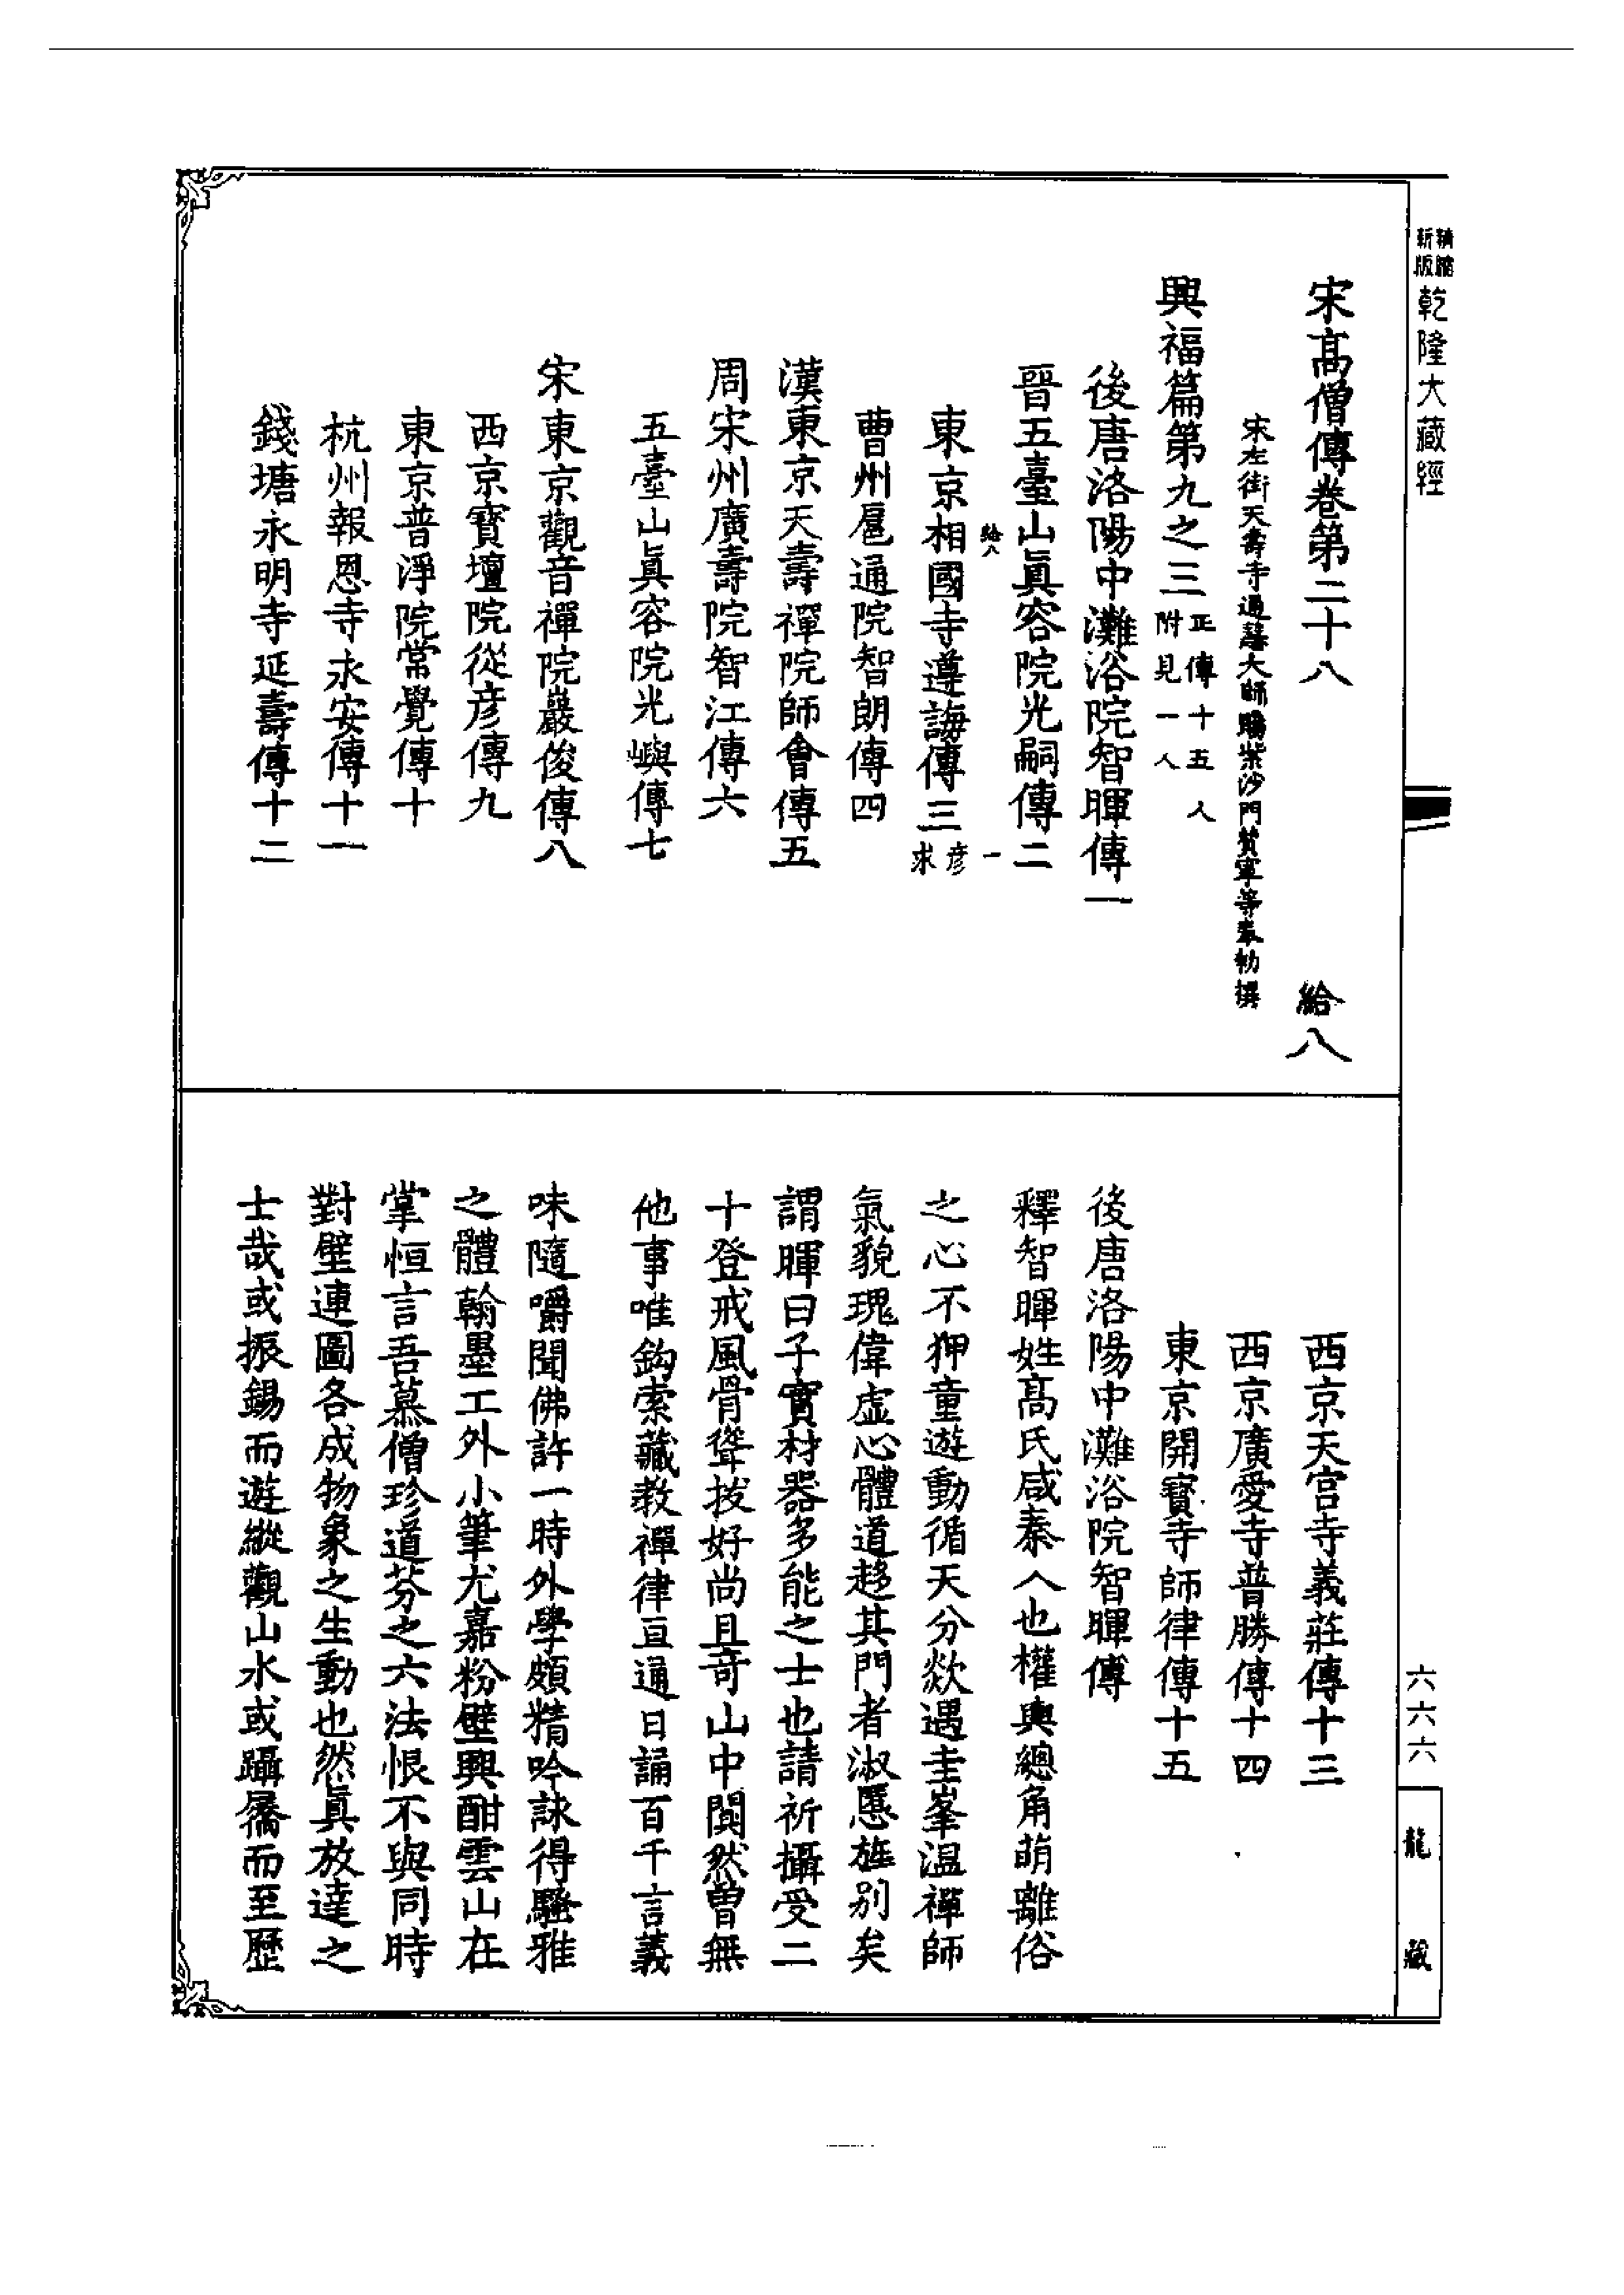 精縮新版乾隆大藏經
宋髙僧傳卷第二十八 給八
宋左街天壽寺通慧大師賜紫沙門贊寧等奉勅撰
興福篇第九之三正傳十五人附見一人
後唐洛陽中灘浴院智暉傳一
晉五臺山眞容院光嗣傳二
給八 一
東京相國寺遵誨傳三彦求
曹州扈通院智朗傳四
漢東京天壽禪院師會傳五
周宋州廣壽院智江傳六
五臺山眞容院光嶼傳七
宋東京觀音禪院巖俊傳八
西京寳壇院從彦傳九
東京普淨院常覺傳十
杭州報恩寺永安傳十一
錢塘永明寺延壽傳十二
西京天宮寺義莊傳十三
西京廣愛寺普勝傳十四
東京開寳寺師律傳十五
後唐洛陽中灘浴院智暉傳
釋智暉姓髙氏咸秦人也權輿總角萌離俗
之心不狎童遊動循天分欻遇圭峯温禪師
氣貌瑰偉虚心體道趍其門者淑慝旌别矣
謂暉曰子實材器多能之士也請祈攝受二
十登戒風骨聳拔好尚且竒山中闃然曽無
他事唯鈎索藏教禪律亘通日誦百千言義
味隨嚼聞佛許一時外學頗精吟詠得騷雅
之體翰墨工外小筆尤嘉粉壁興酣雲山在
掌恒言吾慕僧珍道芬之六法恨不與同時
對壁連圖各成物象之生動也然眞放達之
士哉或振錫而遊縱觀山水或躡屩而至歴
六六六
龍藏